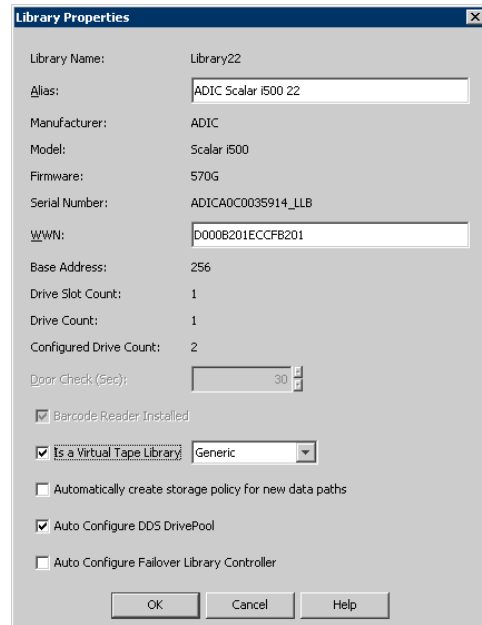 Library Properties
Library Name: Library22
Alias: ADIC Scalar i500 22
Manufacturer: ADIC
Model: Scalar i500
Firmware: 570G
Serial Number: ADICA0C0035914_LLB
WWN: D000B201ECCFB201
Base Address: 256
Drive Slot Count: 1
Drive Count: 1
Configured Drive Count: 2
Door Check (Sec): 30
Barcode Reader Installed
Is a Virtual Tape Library Generic
Automatically create storage policy for new data paths
Auto Configure DDS DrivePool
Auto Configure Failover Library Controller
OK Cancel Help